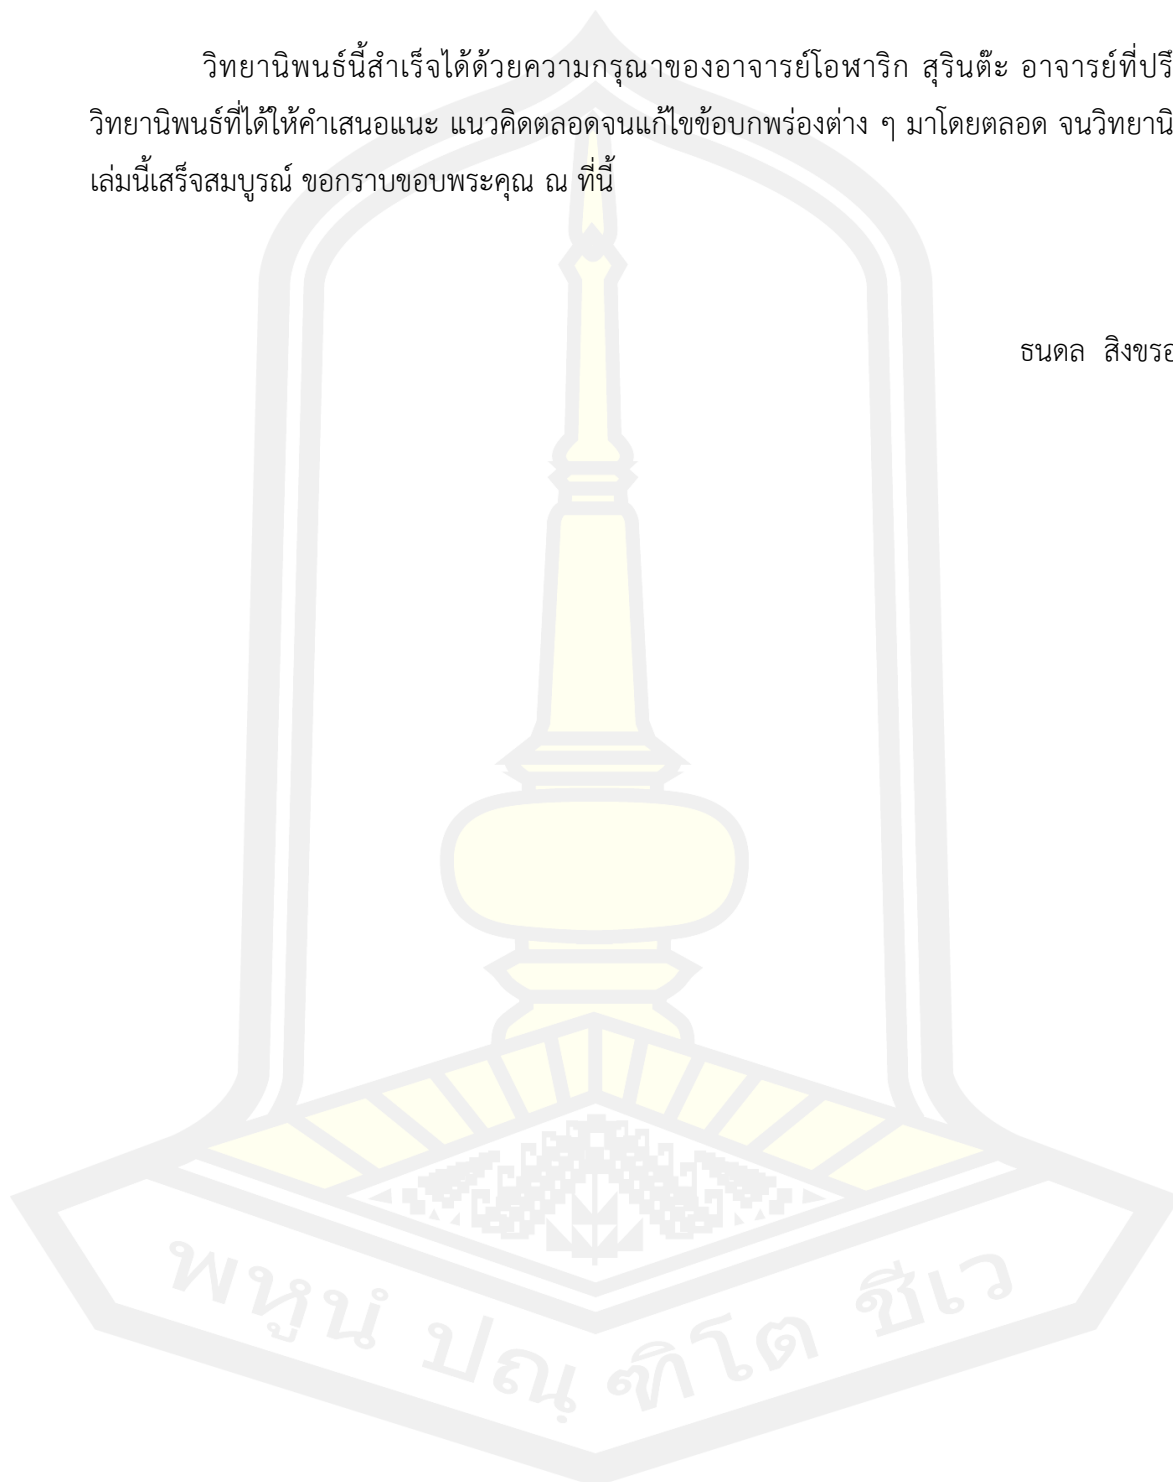 วิทยานิพนธ์นี้สำเร็จได้ด้วยความกรุณาของอาจารย์โอฬาริก สุรินต๊ะ อาจารย์ที่ปรึ
วิทยานิพนธ์ที่ได้ให้คำเสนอแนะ แนวคิดตลอดจนแก้ไขข้อบกพร่องต่าง ๆ มาโดยตลอด จนวิทยานิ
เล่มนี้เสร็จสมบูรณ์ ขอกราบขอบพระคุณ ณ ที่นี้
ธนดล สิงขรอ
พหูนํ ปณฺฑิโต ชีเว